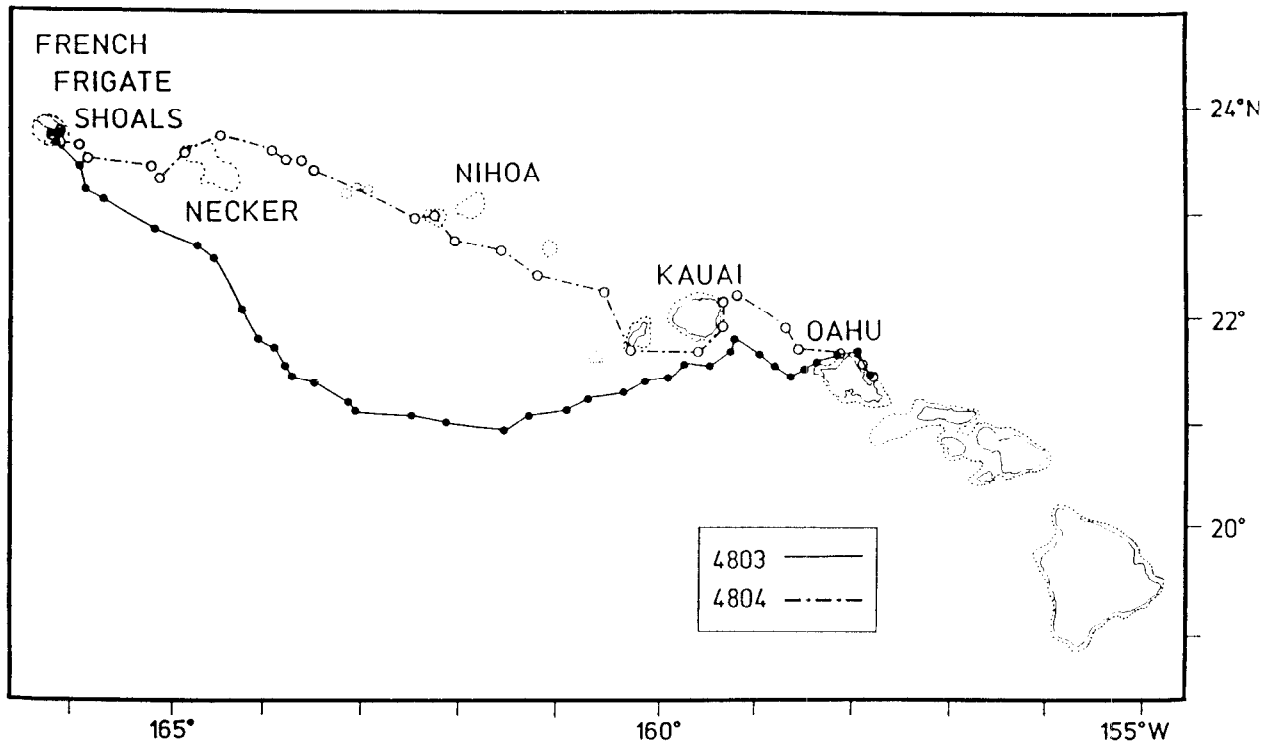 FRENCH
FRIGATE
SHOALS
24°N
NIHOA
NECKER
KAUAI
22°
OAHU
20°
4803
4804
165°
160°
155°W